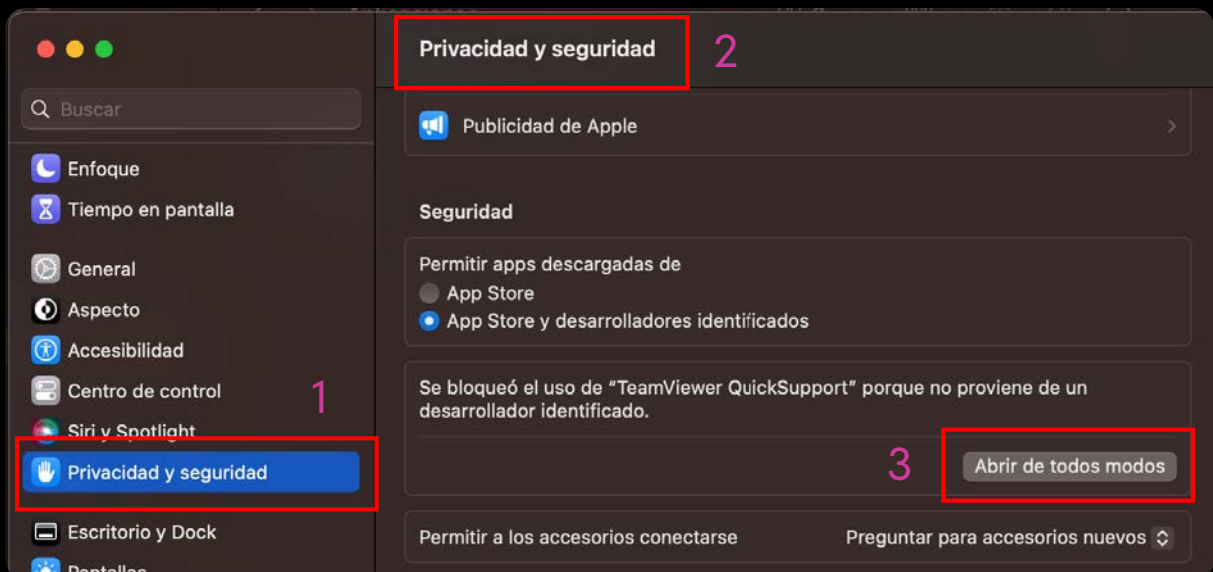 Privacidad y seguridad
2
Buscar
Enfoque
Tiempo en pantalla
General
Aspecto
Accesibilidad
Centro de control
1
Siri y Spotlight
Privacidad y seguridad
Escritorio y Dock
Pantallas
Publicidad de Apple
Seguridad
Permitir apps descargadas de
App Store
App Store y desarrolladores identificados
Se bloqueó el uso de “TeamViewer QuickSupport” porque no proviene de un
desarrollador identificado.
3
Abrir de todos modos
Permitir a los accesorios conectarse
Preguntar para accesorios nuevos